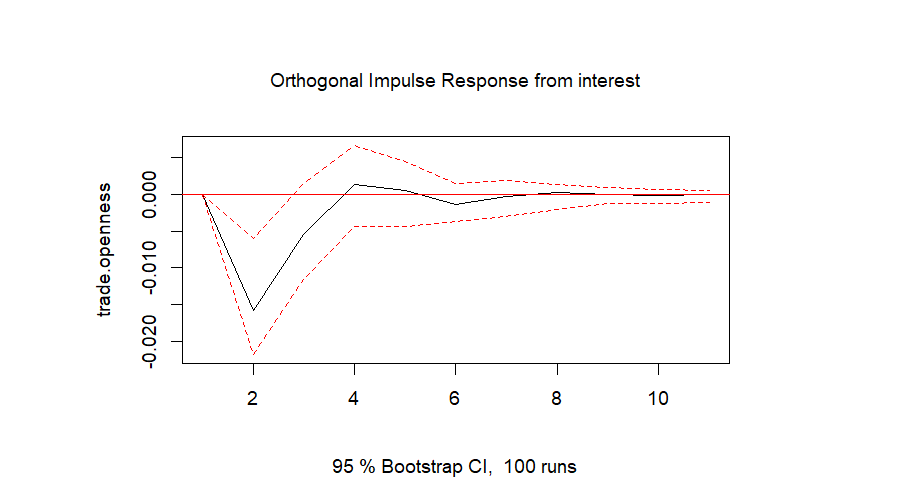 Orthogonal Impulse Response from interest
trade.openness
0.000
-0.010
-0.020
2 4 6 8 10
95 % Bootstrap CI, 100 runs